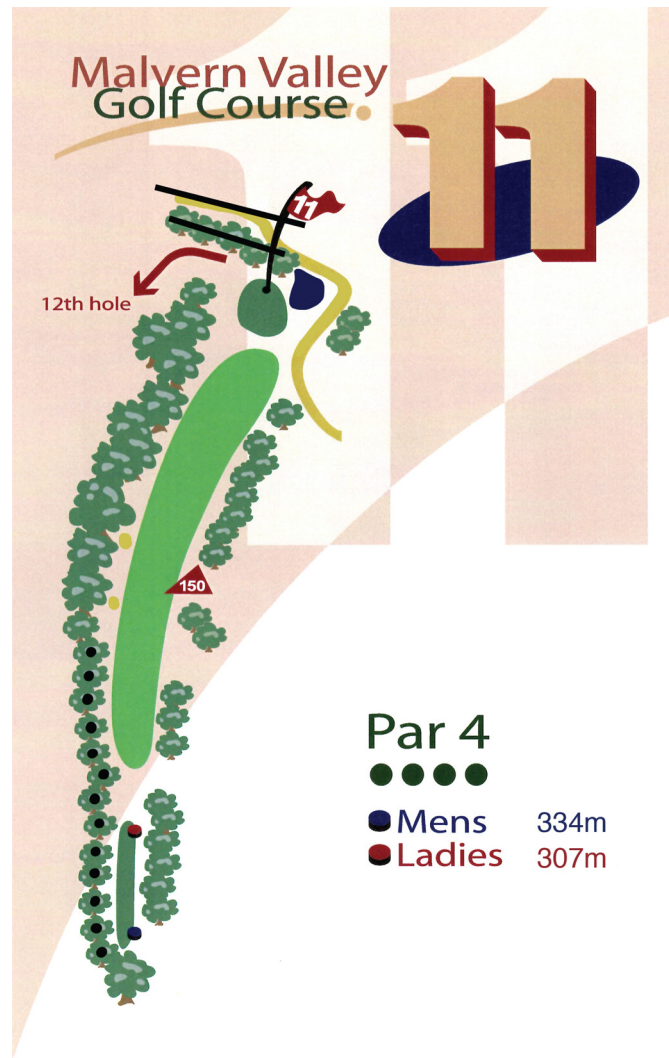 Malvern Valley
Golf Course
11
11
12th hole
150
Par 4
Mens 334m
Ladies 307m